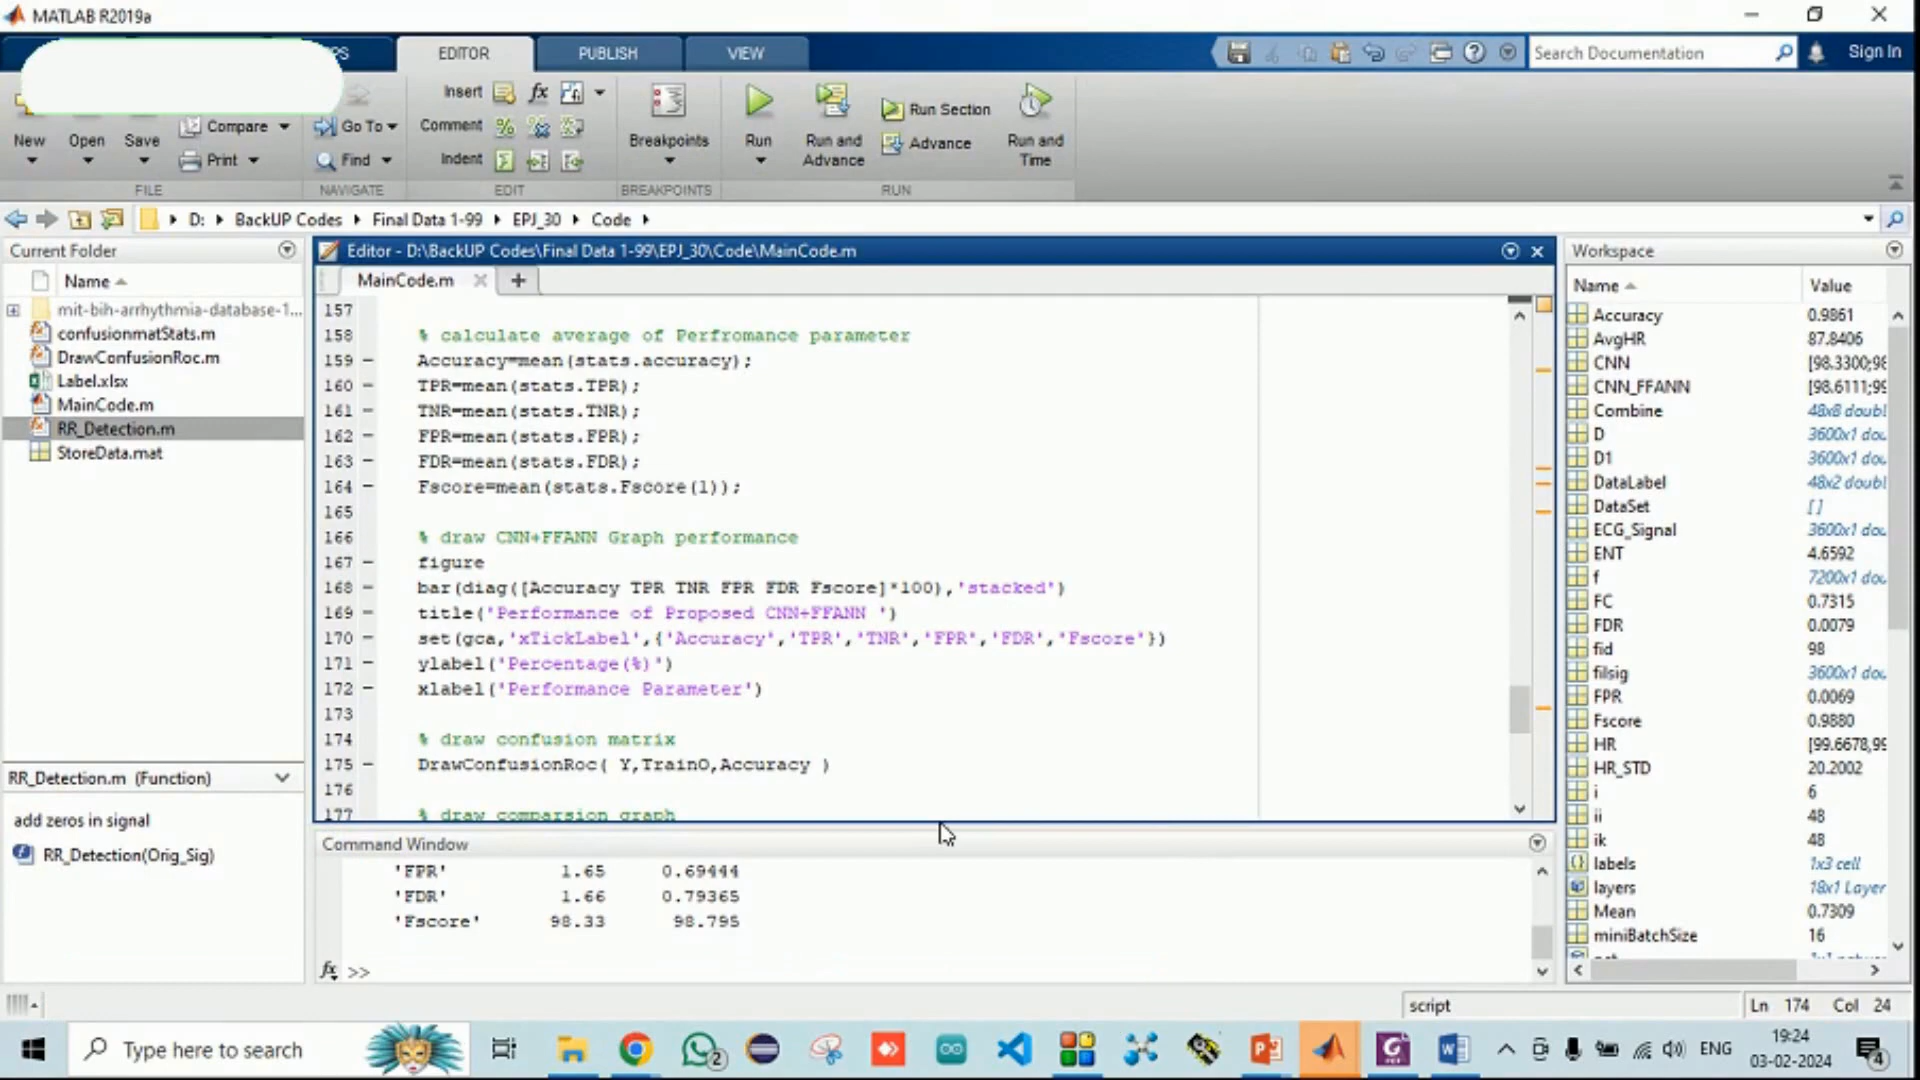 MATLAB R2019a
PS
EDITOR
PUBLISH
VIEW
Search Documentation
Sign In
New
Open
Save
Compare
Print
Go To
Find
Insert
fx
Comment
Indent
Breakpoints
Run
Run and
Advance
Run Section
Advance
Run and
Time
FILE
NAVIGATE
EDIT
BREAKPOINTS
RUN
D: BackUP Codes Final Data 1-99 EPJ_30 Code
Current Folder
Name
mit-bih-arrhythmia-database-1...
confusionmatStats.m
DrawConfusionRoc.m
Label.xlsx
MainCode.m
RR_Detection.m
StoreData.mat
RR_Detection.m (Function)
add zeros in signal
RR_Detection(Orig_Sig)
Editor - D:\BackUP Codes\Final Data 1-99\EPJ_30\Code\MainCode.m
MainCode.m
157
158 % calculate average of Perfromance parameter
159 – Accuracy=mean(stats.accuracy);
160 – TPR=mean(stats.TPR);
161 – TNR=mean(stats.TNR);
162 – FPR=mean(stats.FPR);
163 – FDR=mean(stats.FDR);
164 – Fscore=mean(stats.Fscore(1));
165
166 % draw CNN+FFANN Graph performance
167 – figure
168 – bar(diag([Accuracy TPR TNR FPR FDR Fscore]*100),'stacked')
169 – title('Performance of Proposed CNN+FFANN ')
170 – set(gca,'xTickLabel',{'Accuracy','TPR','TNR','FPR','FDR','Fscore'})
171 – ylabel('Percentage(%)')
172 – xlabel('Performance Parameter')
173
174 % draw confusion matrix
175 – DrawConfusionRoc( Y,TrainO,Accuracy )
176
177 % draw comparsion graph
Command Window
'FPR' 1.65 0.69444
'FDR' 1.66 0.79365
'Fscore' 98.33 98.795
fx >>
Workspace
Name Value
Accuracy 0.9861
AvgHR 87.8406
CNN [98.3300;98
CNN_FFANN [98.6111;99
Combine 48x8 doubl
D 3600x1 dou
D1 3600x1 dou
DataLabel 48x2 doubl
DataSet []
ECG_Signal 3600x1 dou
ENT 4.6592
f 7200x1 dou
FC 0.7315
FDR 0.0079
fid 98
filsig 3600x1 dou
FPR 0.0069
Fscore 0.9880
HR [99.6678,99
HR_STD 20.2002
i 6
ii 48
ik 48
labels 1x3 cell
layers 18x1 Layer
Mean 0.7309
miniBatchSize 16
script
Ln 174 Col 24
Type here to search
2
ENG
19:24
03-02-2024
4